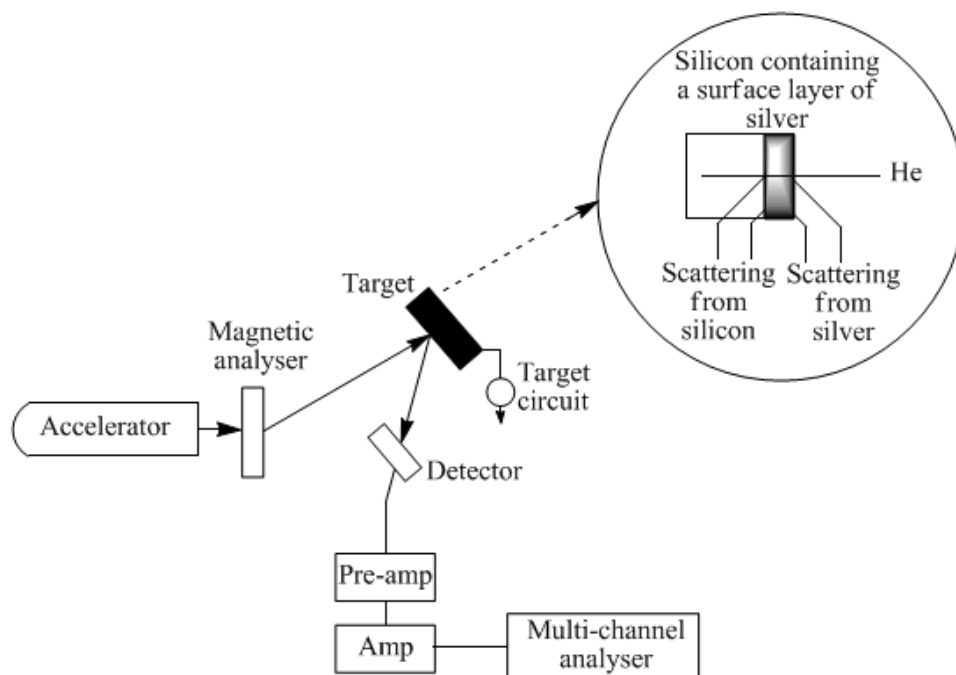 Silicon containing
a surface layer of
silver
He
Scattering
from
silicon
Scattering
from
silver
Target
Magnetic
analyser
Target
circuit
Accelerator
Detector
Pre-amp
Amp
Multi-channel
analyser